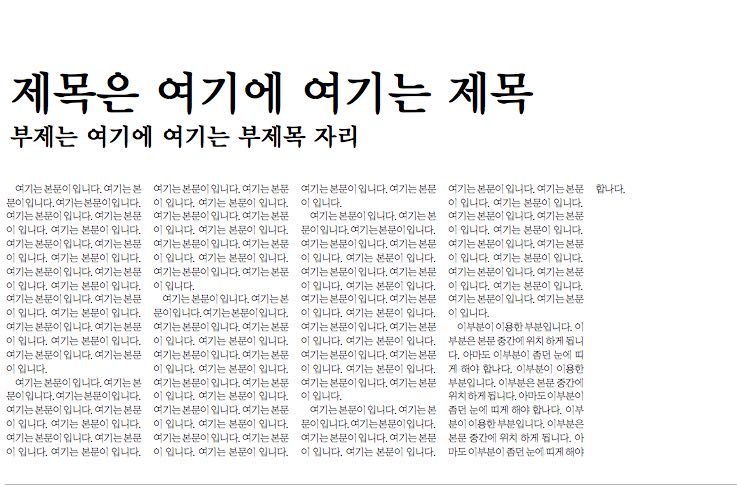 제목은 여기에 여기는 제목
부제는 여기에 여기는 부제목 자리
여기는 본문이 입니다. 여기는 본
문이 입니다. 여기는 본문이 입니다.
여기는 본문이 입니다. 여기는 본문
이 입니다. 여기는 본문이 입니다.
여기는 본문이 입니다. 여기는 본문
이 입니다. 여기는 본문이 입니다.
여기는 본문이 입니다. 여기는 본문
이 입니다. 여기는 본문이 입니다.
여기는 본문이 입니다. 여기는 본문
이 입니다. 여기는 본문이 입니다.
여기는 본문이 입니다. 여기는 본문
이 입니다. 여기는 본문이 입니다.
여기는 본문이 입니다. 여기는 본문
이 입니다.
여기는 본문이 입니다. 여기는 본
문이 입니다. 여기는 본문이 입니다.
여기는 본문이 입니다. 여기는 본문
이 입니다. 여기는 본문이 입니다.
여기는 본문이 입니다. 여기는 본문
이 입니다. 여기는 본문이 입니다.
여기는 본문이 입니다. 여기는 본문
이 입니다. 여기는 본문이 입니다.
여기는 본문이 입니다. 여기는 본문
이 입니다. 여기는 본문이 입니다.
여기는 본문이 입니다. 여기는 본문
이 입니다. 여기는 본문이 입니다.
여기는 본문이 입니다. 여기는 본문
이 입니다.
여기는 본문이 입니다. 여기는 본
문이 입니다. 여기는 본문이 입니다.
여기는 본문이 입니다. 여기는 본문
이 입니다. 여기는 본문이 입니다.
여기는 본문이 입니다. 여기는 본문
이 입니다. 여기는 본문이 입니다.
여기는 본문이 입니다. 여기는 본문
이 입니다. 여기는 본문이 입니다.
여기는 본문이 입니다. 여기는 본문
이 입니다. 여기는 본문이 입니다.
여기는 본문이 입니다. 여기는 본문
이 입니다. 여기는 본문이 입니다.
여기는 본문이 입니다. 여기는 본문
이 입니다.
여기는 본문이 입니다. 여기는 본
문이 입니다. 여기는 본문이 입니다.
여기는 본문이 입니다. 여기는 본문
이 입니다. 여기는 본문이 입니다.
여기는 본문이 입니다. 여기는 본문
이 입니다. 여기는 본문이 입니다.
여기는 본문이 입니다. 여기는 본문
이 입니다. 여기는 본문이 입니다.
여기는 본문이 입니다. 여기는 본문
이 입니다. 여기는 본문이 입니다.
여기는 본문이 입니다. 여기는 본문
이 입니다. 여기는 본문이 입니다.
여기는 본문이 입니다. 여기는 본문
이 입니다.
여기는 본문이 입니다. 여기는 본
문이 입니다. 여기는 본문이 입니다.
여기는 본문이 입니다. 여기는 본문
이 입니다. 여기는 본문이 입니다.
여기는 본문이 입니다. 여기는 본문
이 입니다. 여기는 본문이 입니다.
여기는 본문이 입니다. 여기는 본문
이 입니다. 여기는 본문이 입니다.
여기는 본문이 입니다. 여기는 본문
이 입니다. 여기는 본문이 입니다.
여기는 본문이 입니다. 여기는 본문
이 입니다. 여기는 본문이 입니다.
여기는 본문이 입니다. 여기는 본문
이 입니다.
이부분이 이용한 부분입니다. 이
부분은 본문 중간에 위치 하게 됩니
다. 아마도 이부분이 좀던 눈에 띠
게 해야 합나다. 이부분이 이용한
부분입니다. 이부분은 본문 중간에
위치 하게 됩니다. 아마도 이부분이
좀던 눈에 띠게 해야 합나다. 이부
분이 이용한 부분입니다. 이부분은
본문 중간에 위치 하게 됩니다. 아
마도 이부분이 좀던 눈에 띠게 해야
합나다.